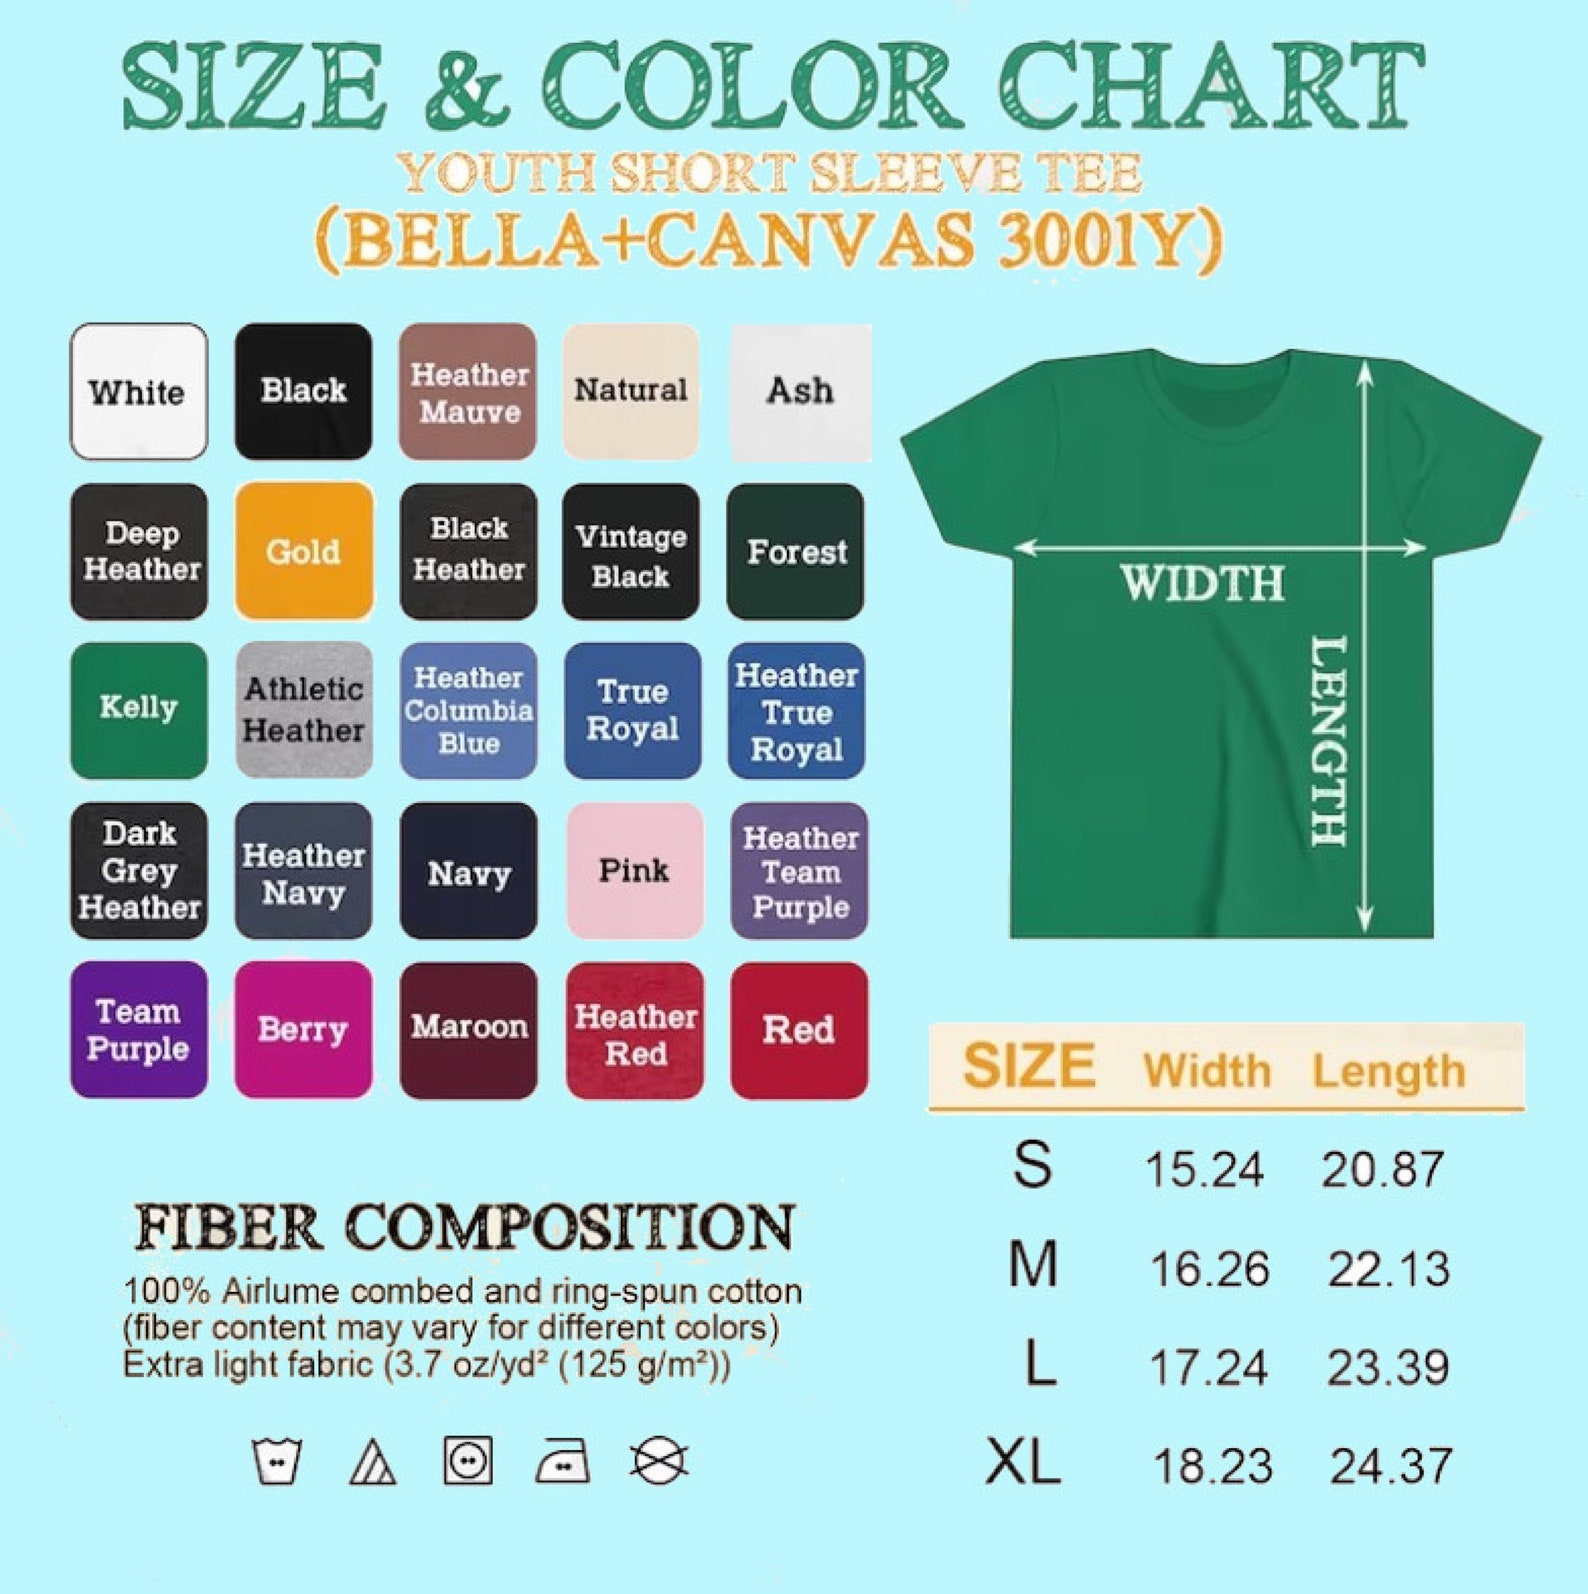 SIZE & COLOR CHART
YOUTH SHORT SLEEVE TEE
(BELLA+CANVAS 3001Y)
White
Black
Heather
Mauve
Natural
Ash
Deep
Heather
Gold
Black
Heather
Vintage
Black
Forest
Kelly
Athletic
Heather
Heather
Columbia
Blue
True
Royal
Heather
True
Royal
Dark
Grey
Heather
Heather
Navy
Navy
Pink
Heather
Team
Purple
Team
Purple
Berry
Maroon
Heather
Red
Red
WIDTH
LENGTH
SIZE Width Length
S 15.24 20.87
M 16.26 22.13
L 17.24 23.39
XL 18.23 24.37
FIBER COMPOSITION
100% Airlume combed and ring-spun cotton
(fiber content may vary for different colors)
Extra light fabric (3.7 oz/yd² (125 g/m²))